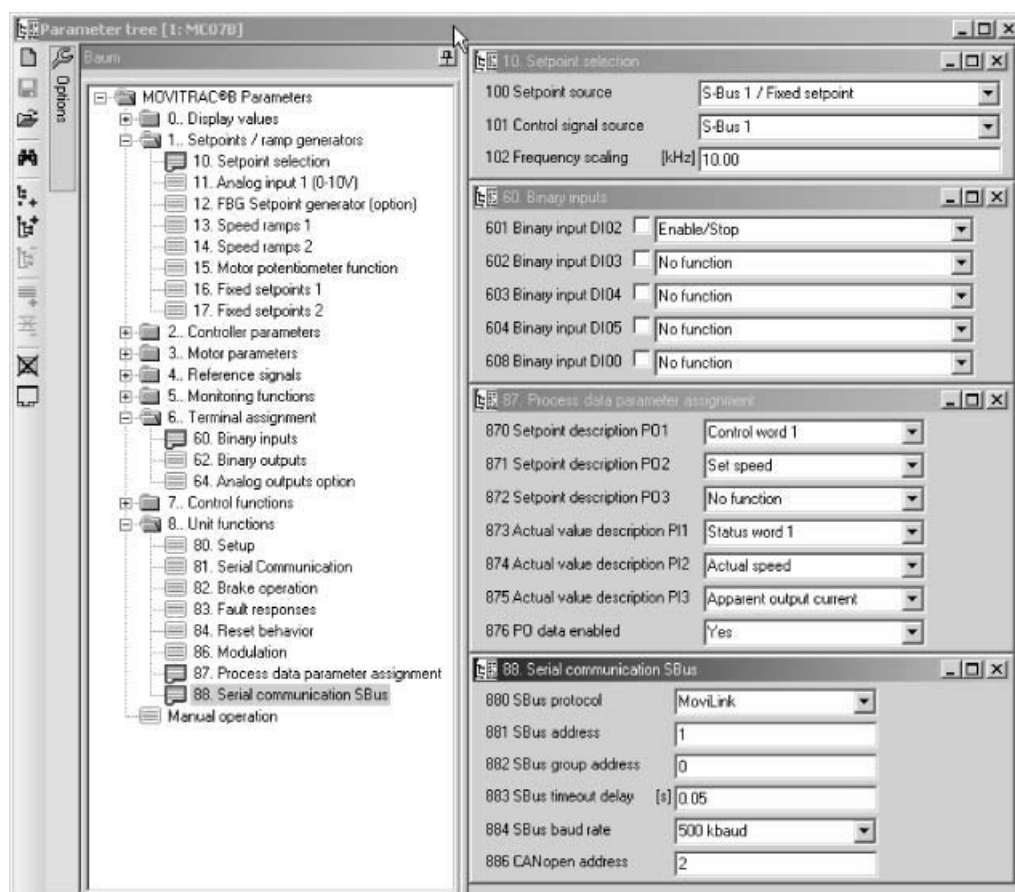 Parameter tree [1: MC07B]
Options
Baum
MOVITRAC®B Parameters
0.. Display values
1.. Setpoints / ramp generators
10. Setpoint selection
11. Analog input 1 (0-10V)
12. FBG Setpoint generator (option)
13. Speed ramps 1
14. Speed ramps 2
15. Motor potentiometer function
16. Fixed setpoints 1
17. Fixed setpoints 2
2.. Controller parameters
3.. Motor parameters
4.. Reference signals
5.. Monitoring functions
6.. Terminal assignment
60. Binary inputs
62. Binary outputs
64. Analog outputs option
7.. Control functions
8.. Unit functions
80. Setup
81. Serial Communication
82. Brake operation
83. Fault responses
84. Reset behavior
86. Modulation
87. Process data parameter assignment
88. Serial communication SBus
Manual operation
10. Setpoint selection
100 Setpoint source S-Bus 1 / Fixed setpoint
101 Control signal source S-Bus 1
102 Frequency scaling [kHz] 10.00
60. Binary inputs
601 Binary input DI02 Enable/Stop
602 Binary input DI03 No function
603 Binary input DI04 No function
604 Binary input DI05 No function
608 Binary input DI00 No function
87. Process data parameter assignment
870 Setpoint description PO1 Control word 1
871 Setpoint description PO2 Set speed
872 Setpoint description PO3 No function
873 Actual value description PI1 Status word 1
874 Actual value description PI2 Actual speed
875 Actual value description PI3 Apparent output current
876 PO data enabled Yes
88. Serial communication SBus
880 SBus protocol MoviLink
881 SBus address 1
882 SBus group address 0
883 SBus timeout delay [s] 0.05
884 SBus baud rate 500 kbaud
886 CANopen address 2